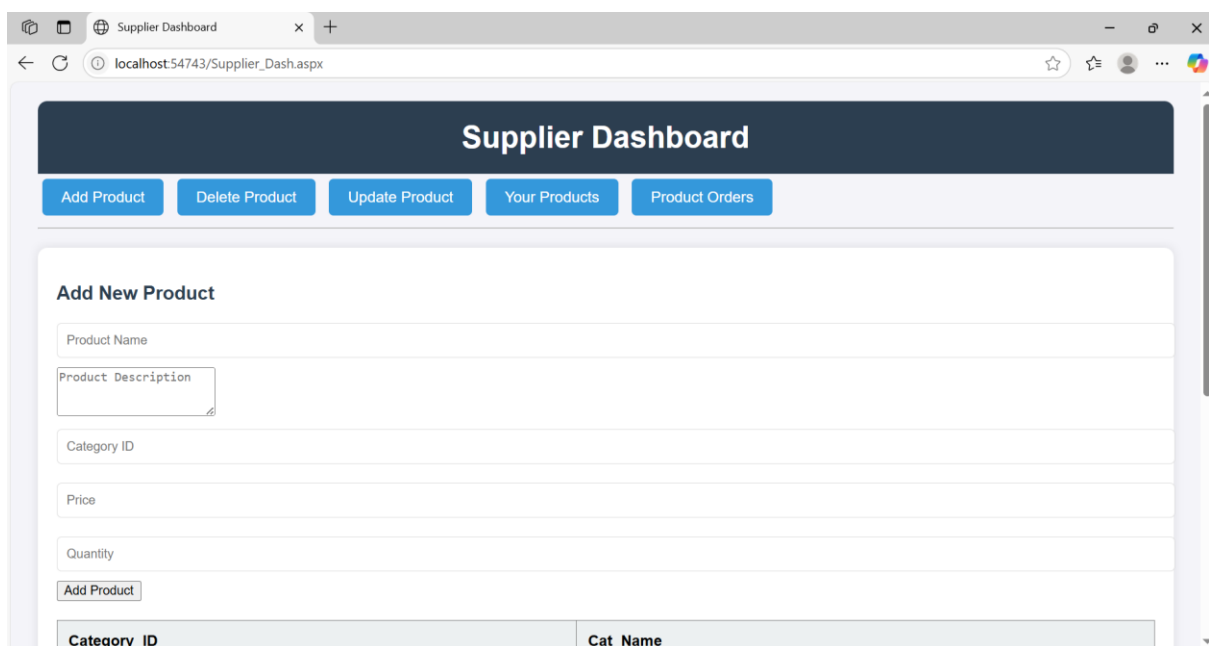 Supplier Dashboard
localhost:54743/Supplier_Dash.aspx
Supplier Dashboard
Add Product Delete Product Update Product Your Products Product Orders
Add New Product
Product Name
Product Description
Category ID
Price
Quantity
Add Product
Category_ID Cat_Name